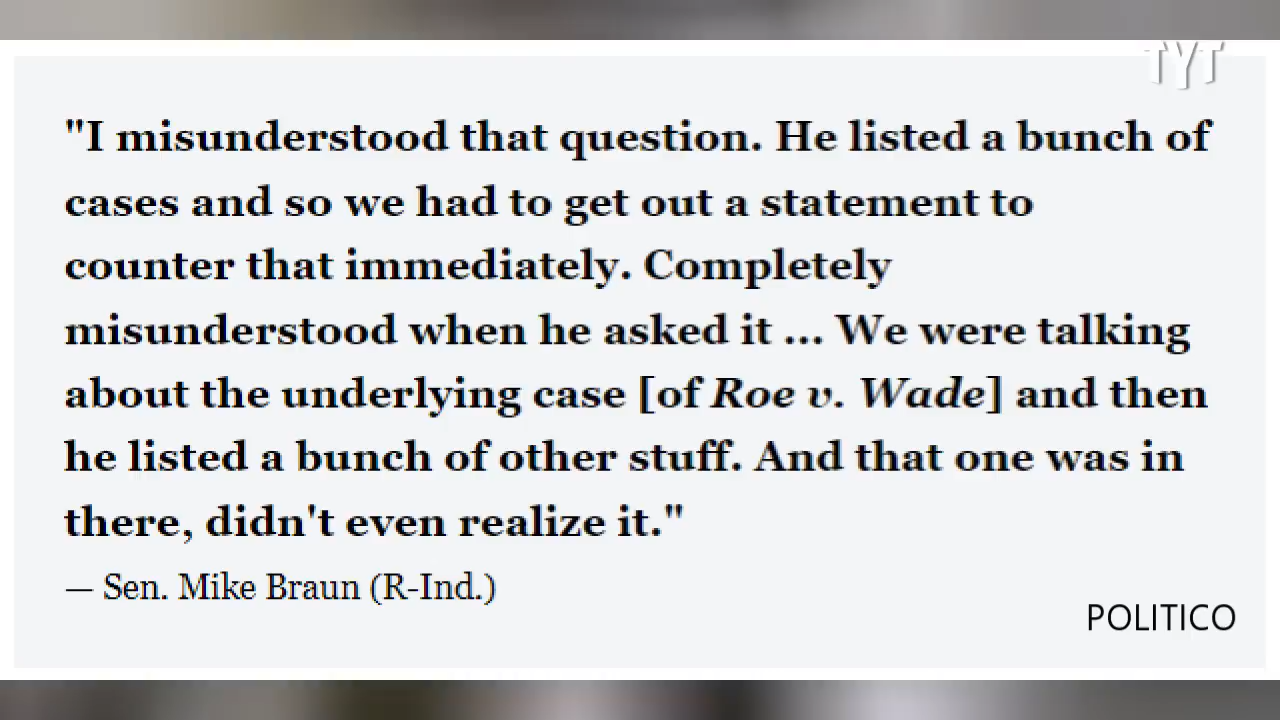 TYT
"I misunderstood that question. He listed a bunch of
cases and so we had to get out a statement to
counter that immediately. Completely
misunderstood when he asked it ... We were talking
about the underlying case [of Roe v. Wade] and then
he listed a bunch of other stuff. And that one was in
there, didn't even realize it."
— Sen. Mike Braun (R-Ind.)
POLITICO